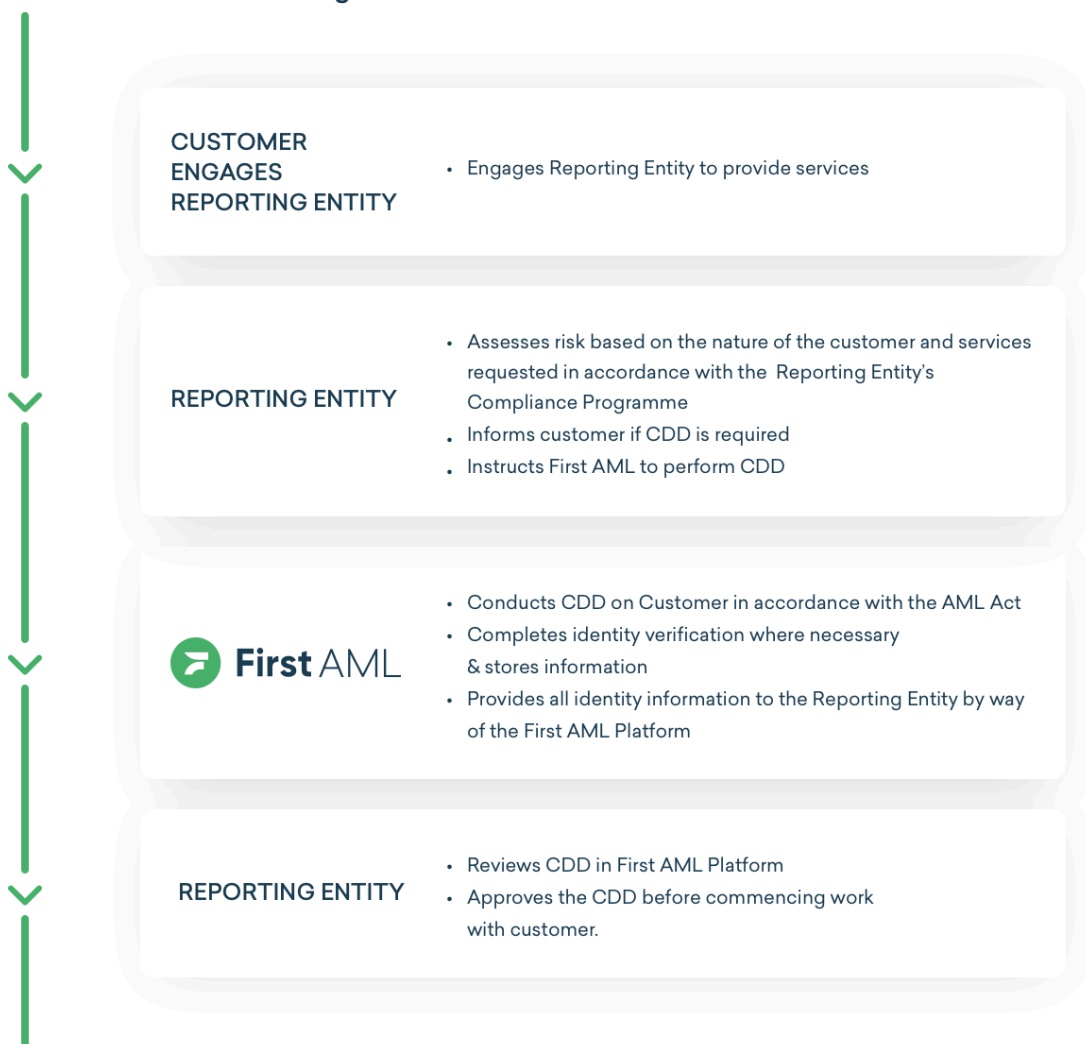 CUSTOMER
ENGAGES
REPORTING ENTITY
• Engages Reporting Entity to provide services
REPORTING ENTITY
• Assesses risk based on the nature of the customer and services
requested in accordance with the Reporting Entity’s
Compliance Programme
• Informs customer if CDD is required
• Instructs First AML to perform CDD
First AML
• Conducts CDD on Customer in accordance with the AML Act
• Completes identity verification where necessary
& stores information
• Provides all identity information to the Reporting Entity by way
of the First AML Platform
REPORTING ENTITY
• Reviews CDD in First AML Platform
• Approves the CDD before commencing work
with customer.